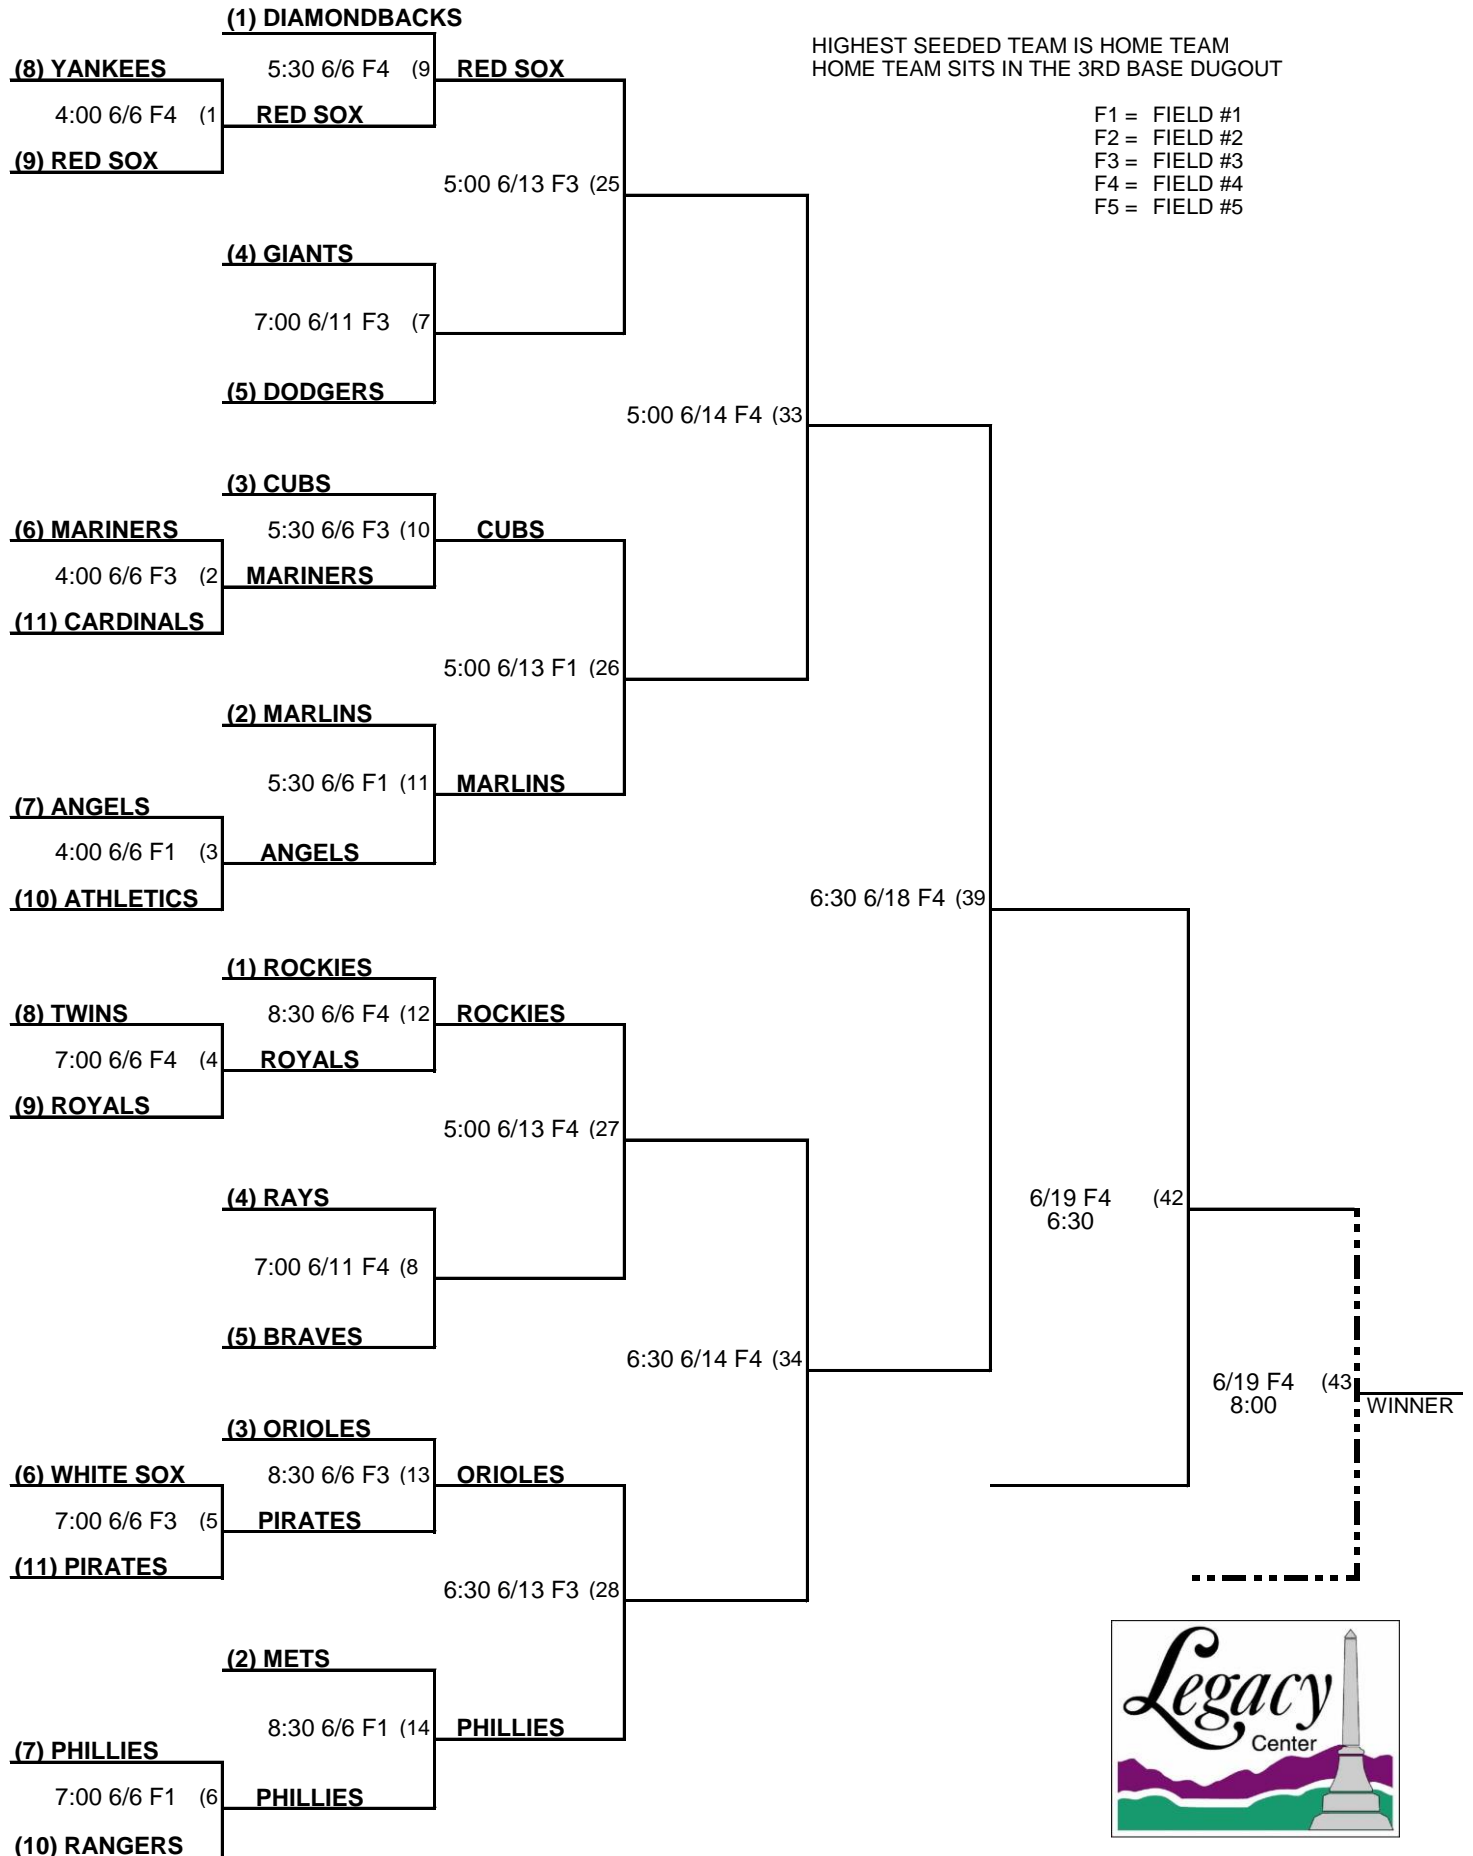 (1) DIAMONDBACKS
HIGHEST SEEDED TEAM IS HOME TEAM
(8) YANKEES 5:30 6/6 F4 (9 RED SOX
HOME TEAM SITS IN THE 3RD BASE DUGOUT
4:00 6/6 F4 (1 RED SOX
F1 = FIELD #1
F2 = FIELD #2
(9) RED SOX
F3 = FIELD #3
5:00 6/13 F3 (25
F4 = FIELD #4
F5 = FIELD #5
(4) GIANTS
7:00 6/11 F3 (7
(5) DODGERS
5:00 6/14 F4 (33
(3) CUBS
(6) MARINERS 5:30 6/6 F3 (10 CUBS
4:00 6/6 F3 (2 MARINERS
(11) CARDINALS
5:00 6/13 F1 (26
(2) MARLINS
5:30 6/6 F1 (11 MARLINS
(7) ANGELS
4:00 6/6 F1 (3 ANGELS
(10) ATHLETICS
6:30 6/18 F4 (39
(1) ROCKIES
(8) TWINS 8:30 6/6 F4 (12 ROCKIES
7:00 6/6 F4 (4 ROYALS
(9) ROYALS
5:00 6/13 F4 (27
(4) RAYS
6/19 F4 (42
6:30
7:00 6/11 F4 (8
(5) BRAVES
6:30 6/14 F4 (34
6/19 F4 (43
8:00 WINNER
(3) ORIOLES
(6) WHITE SOX 8:30 6/6 F3 (13 ORIOLES
7:00 6/6 F3 (5 PIRATES
(11) PIRATES
6:30 6/13 F3 (28
(2) METS
8:30 6/6 F1 (14 PHILLIES
(7) PHILLIES
7:00 6/6 F1 (6 PHILLIES
(10) RANGERS
Legacy
Center